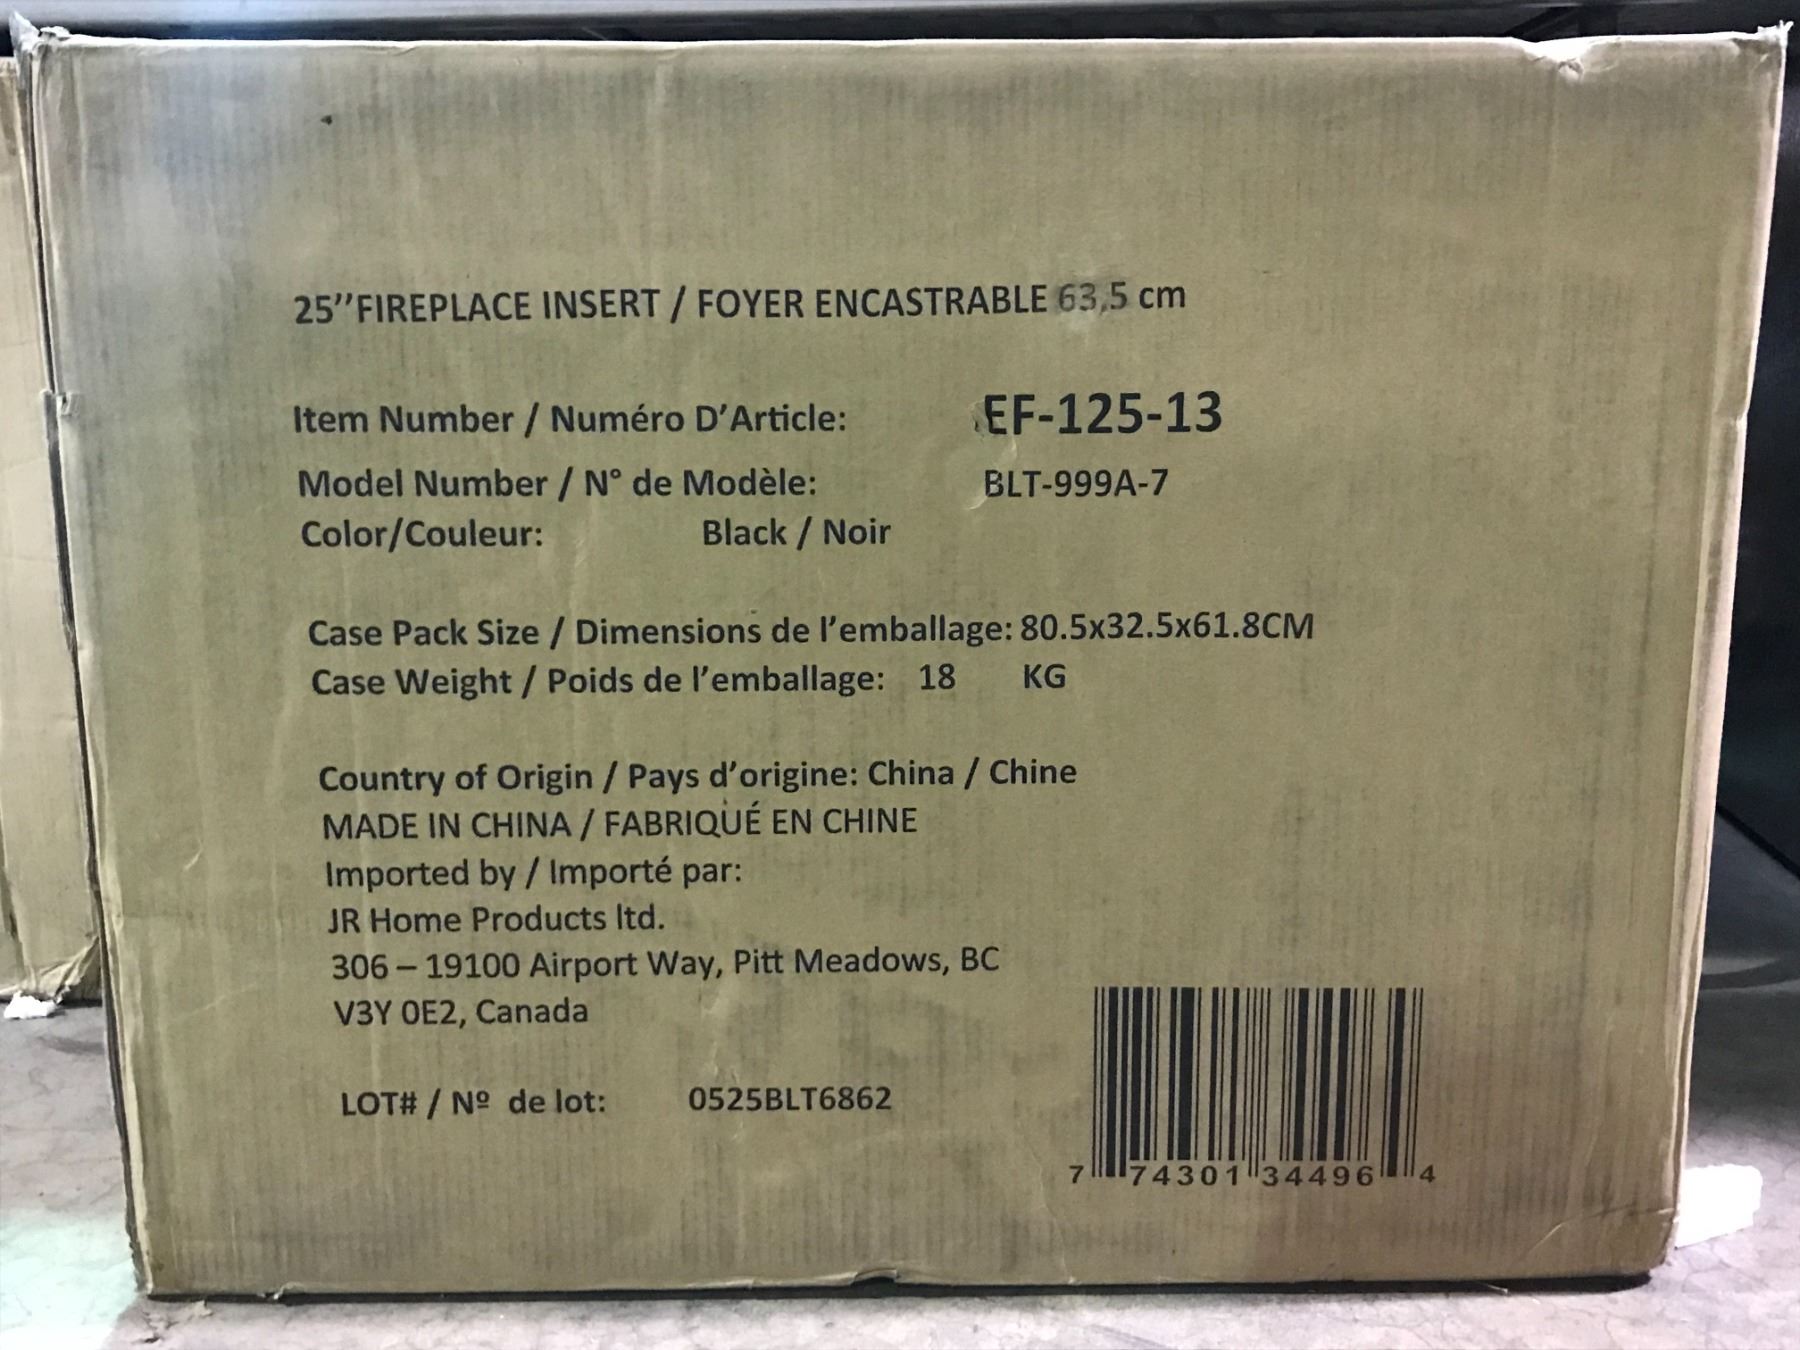 25''FIREPLACE INSERT / FOYER ENCASTRABLE 63,5 cm
Item Number / Numéro D'Article: EF-125-13
Model Number / N° de Modèle: BLT-999A-7
Color/Couleur: Black / Noir
Case Pack Size / Dimensions de l'emballage: 80.5x32.5x61.8CM
Case Weight / Poids de l'emballage: 18 KG
Country of Origin / Pays d'origine: China / Chine
MADE IN CHINA / FABRIQUÉ EN CHINE
Imported by / Importé par:
JR Home Products ltd.
306 – 19100 Airport Way, Pitt Meadows, BC
V3Y 0E2, Canada
LOT# / Nº de lot: 0525BLT6862
7 74301 34496 4